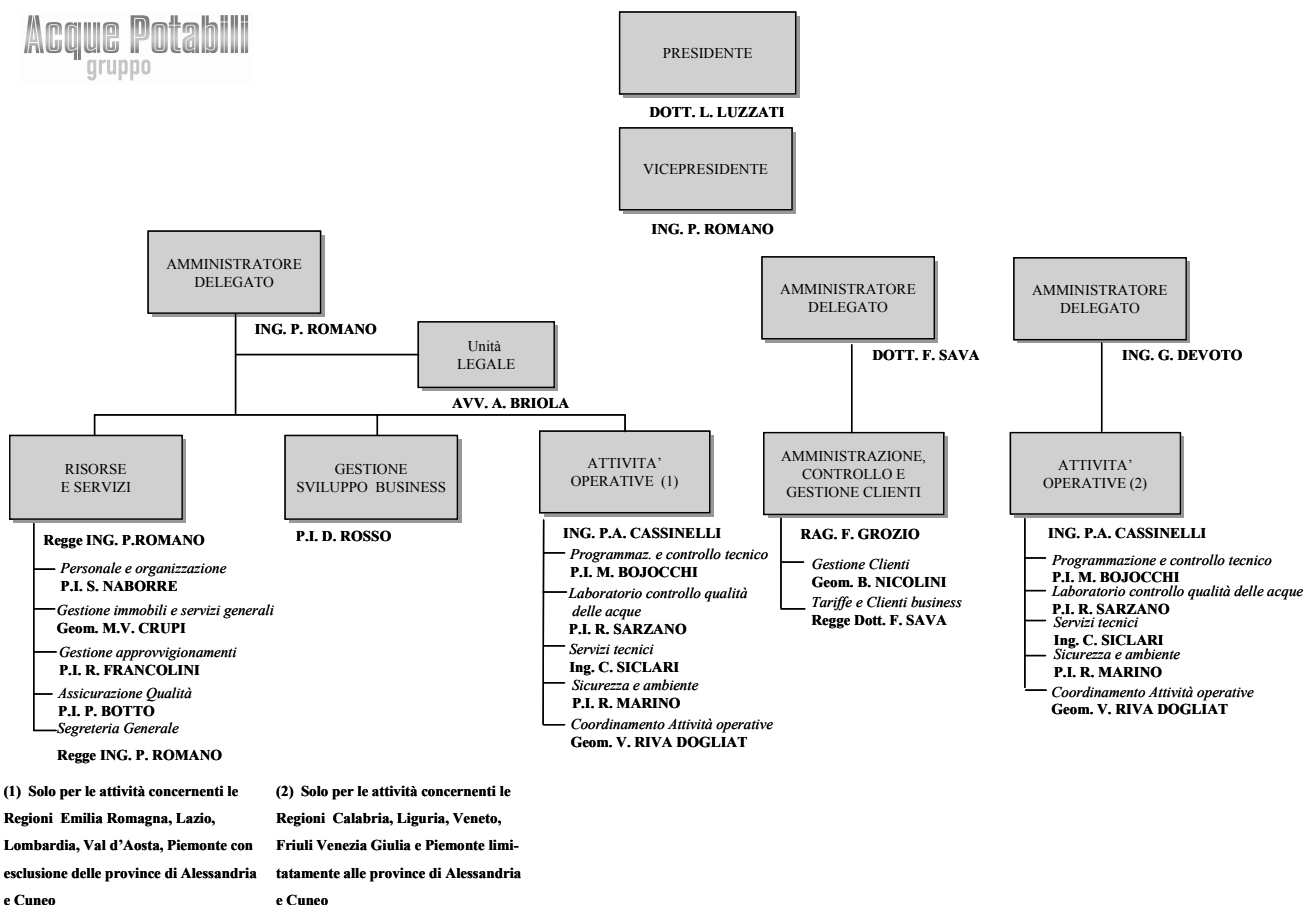 Acque Potabili
gruppo
PRESIDENTE
DOTT. L. LUZZATI
VICEPRESIDENTE
ING. P. ROMANO
AMMINISTRATORE
DELEGATO
ING. P. ROMANO
Unità
LEGALE
AVV. A. BRIOLA
AMMINISTRATORE
DELEGATO
DOTT. F. SAVA
AMMINISTRATORE
DELEGATO
ING. G. DEVOTO
RISORSE
E SERVIZI
Regge ING. P.ROMANO
Personale e organizzazione
P.I. S. NABORRE
Gestione immobili e servizi generali
Geom. M.V. CRUPI
Gestione approvvigionamenti
P.I. R. FRANCOLINI
Assicurazione Qualità
P.I. P. BOTTO
Segreteria Generale
Regge ING. P. ROMANO
GESTIONE
SVILUPPO BUSINESS
P.I. D. ROSSO
ATTIVITA’
OPERATIVE (1)
ING. P.A. CASSINELLI
Programmaz. e controllo tecnico
P.I. M. BOJOCCHI
Laboratorio controllo qualità
delle acque
P.I. R. SARZANO
Servizi tecnici
Ing. C. SICLARI
Sicurezza e ambiente
P.I. R. MARINO
Coordinamento Attività operative
Geom. V. RIVA DOGLIAT
AMMINISTRAZIONE,
CONTROLLO E
GESTIONE CLIENTI
RAG. F. GROZIO
Gestione Clienti
Geom. B. NICOLINI
Tariffe e Clienti business
Regge Dott. F. SAVA
ATTIVITA’
OPERATIVE (2)
ING. P.A. CASSINELLI
Programmazione e controllo tecnico
P.I. M. BOJOCCHI
Laboratorio controllo qualità delle acque
P.I. R. SARZANO
Servizi tecnici
Ing. C. SICLARI
Sicurezza e ambiente
P.I. R. MARINO
Coordinamento Attività operative
Geom. V. RIVA DOGLIAT
(1) Solo per le attività concernenti le
Regioni Emilia Romagna, Lazio,
Lombardia, Val d’Aosta, Piemonte con
esclusione delle province di Alessandria
e Cuneo
(2) Solo per le attività concernenti le
Regioni Calabria, Liguria, Veneto,
Friuli Venezia Giulia e Piemonte limi-
tatamente alle province di Alessandria
e Cuneo